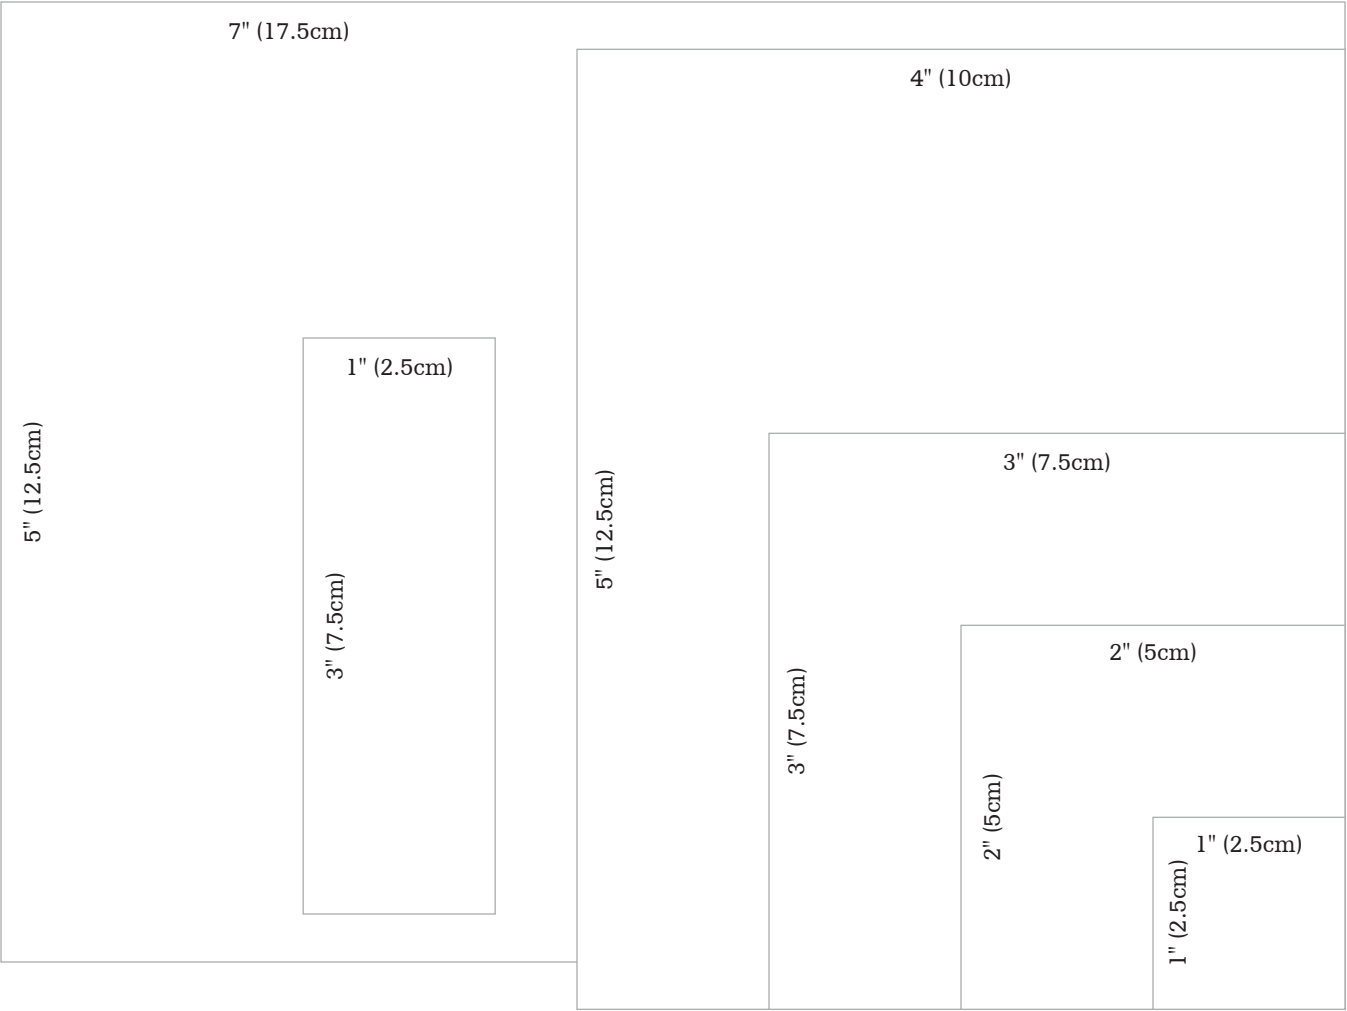 7" (17.5cm)
4" (10cm)
1" (2.5cm)
5" (12.5cm)
3" (7.5cm)
5" (12.5cm)
3" (7.5cm)
3" (7.5cm)
2" (5cm)
2" (5cm)
1" (2.5cm)
1" (2.5cm)